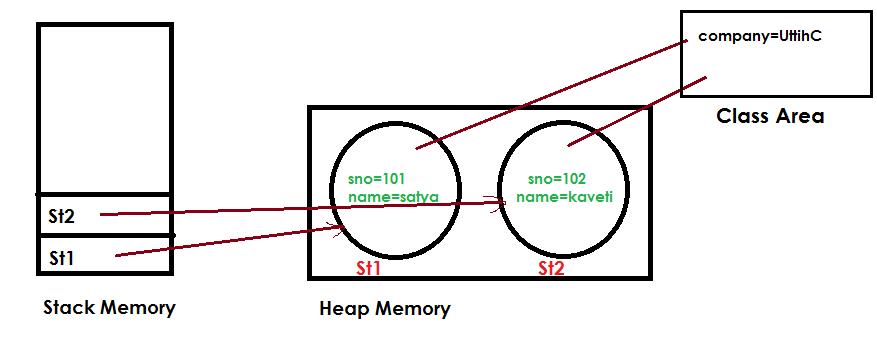 company=UttihC
Class Area
sno=101
name=satya
sno=102
name=kaveti
St2
St1
St1
St2
Stack Memory
Heap Memory